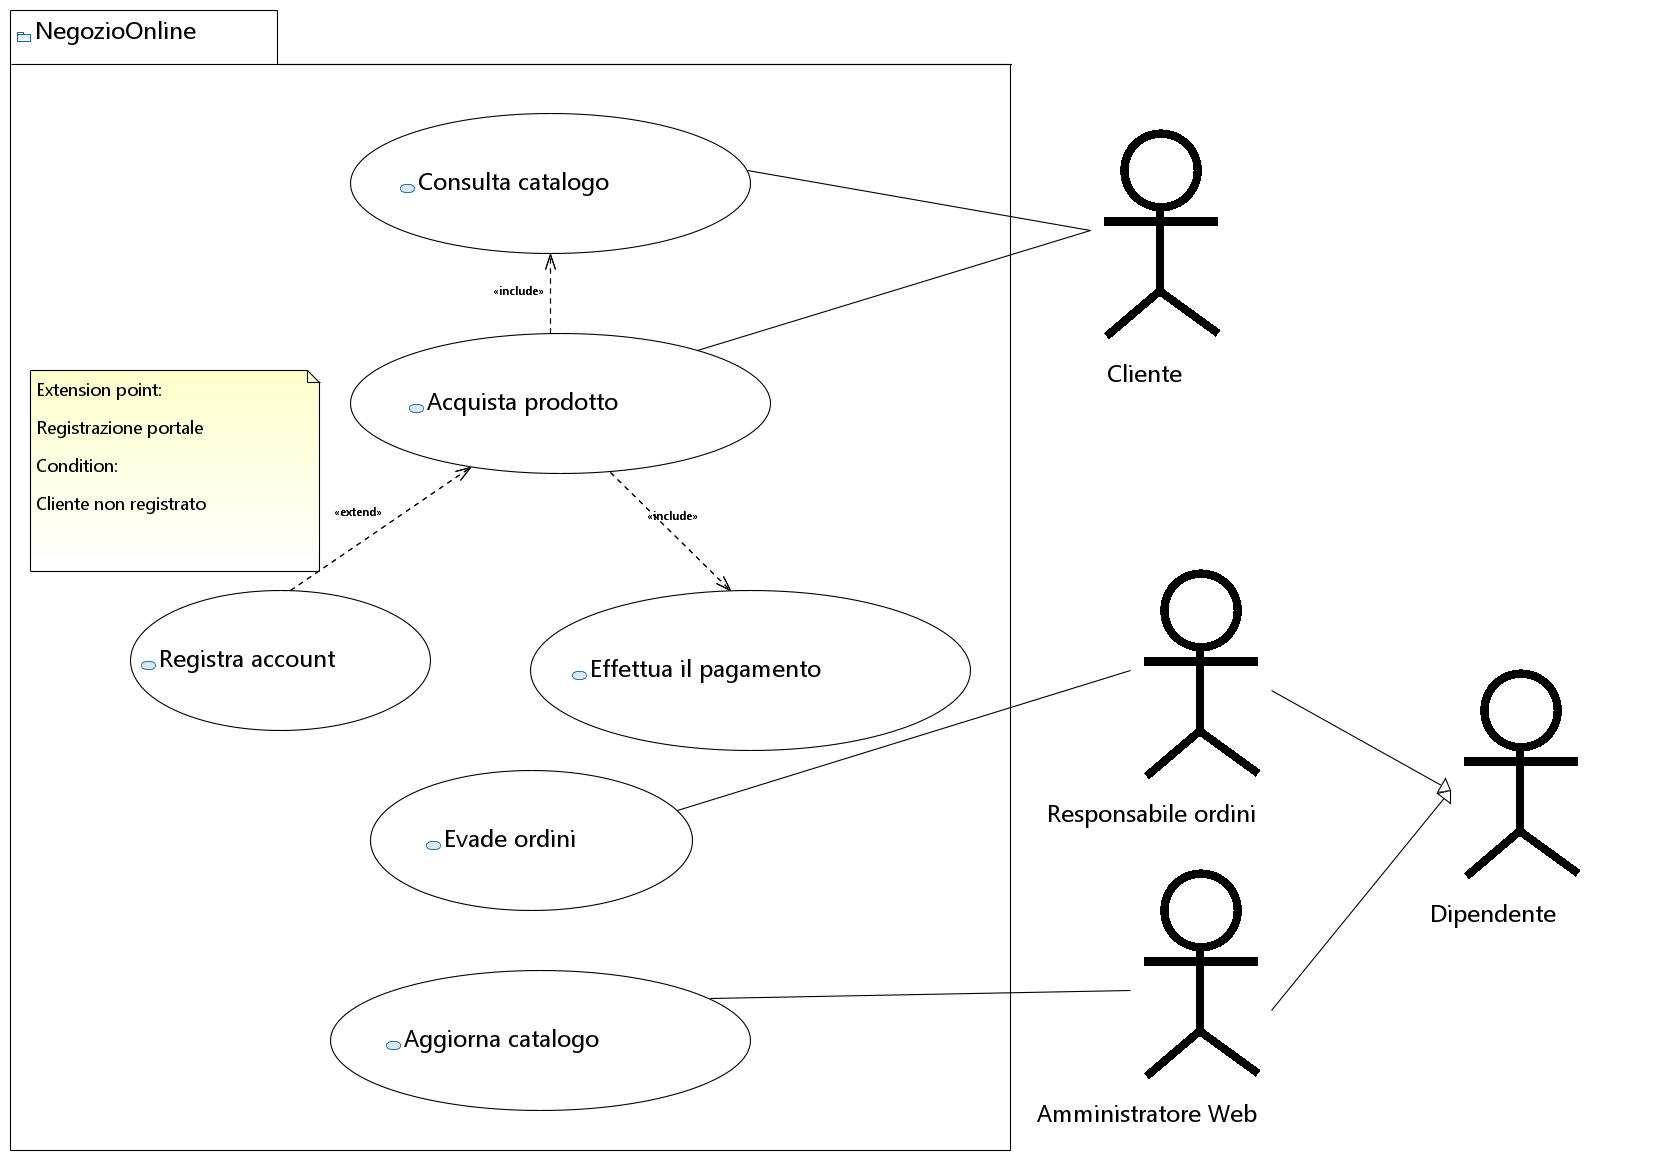 NegozioOnline
Consulta catalogo
«include»
Acquista prodotto
Cliente
Extension point:
Registrazione portale
Condition:
Cliente non registrato
«extend»
«include»
Registra account
Effettua il pagamento
Responsabile ordini
Evade ordini
Dipendente
Aggiorna catalogo
Amministratore Web